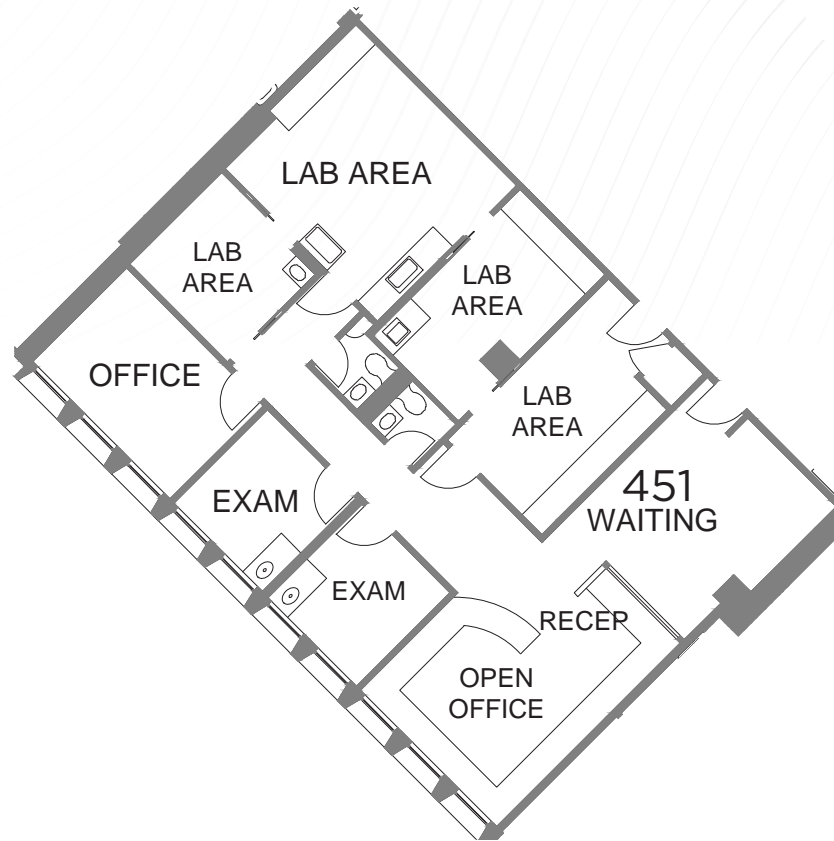 LAB AREA
LAB
AREA
LAB
AREA
OFFICE
LAB
AREA
EXAM
451
WAITING
EXAM
RECEP
OPEN
OFFICE